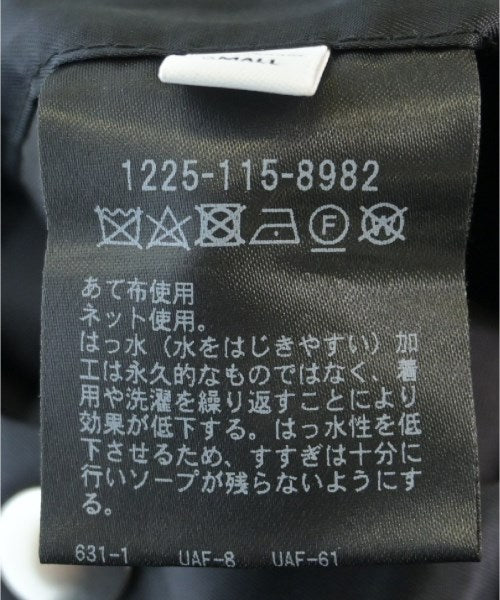 SMALL
1225-115-8982
F
W
あて布使用
ネット使用。
はっ水（水をはじきやすい）加
工は永久的なものではなく、着
用や洗濯を繰り返すことにより
効果が低下する。はっ水性を低
下させるため、すすぎは十分に
行いソープが残らないようにす
る。
631-1 UAF-8 UAF-61